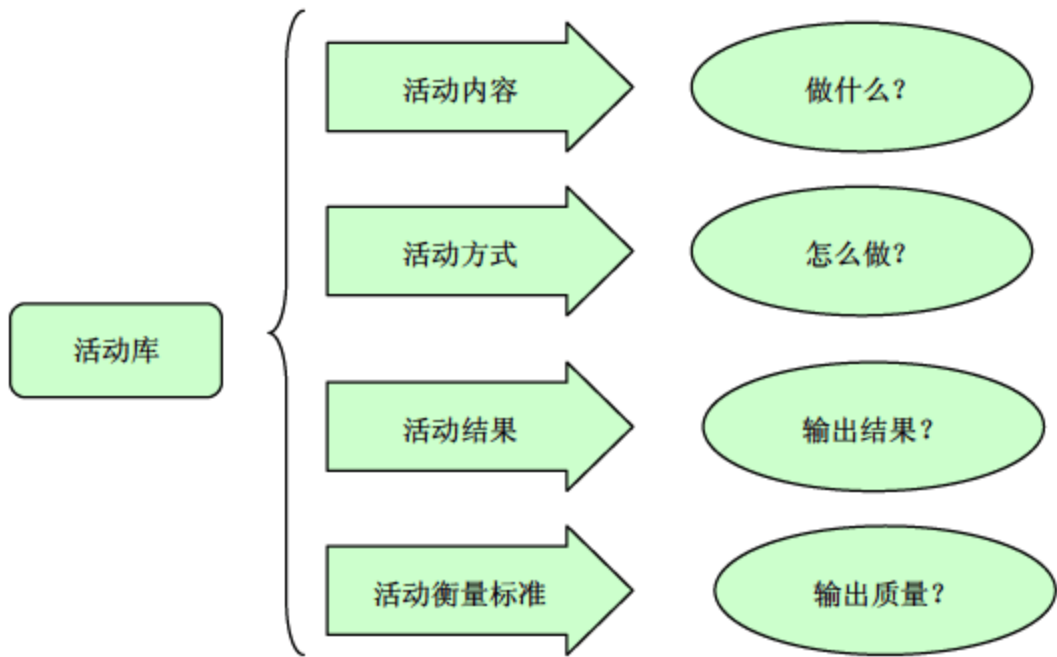 活动内容
做什么？
活动方式
怎么做？
活动库
活动结果
输出结果？
活动衡量标准
输出质量？